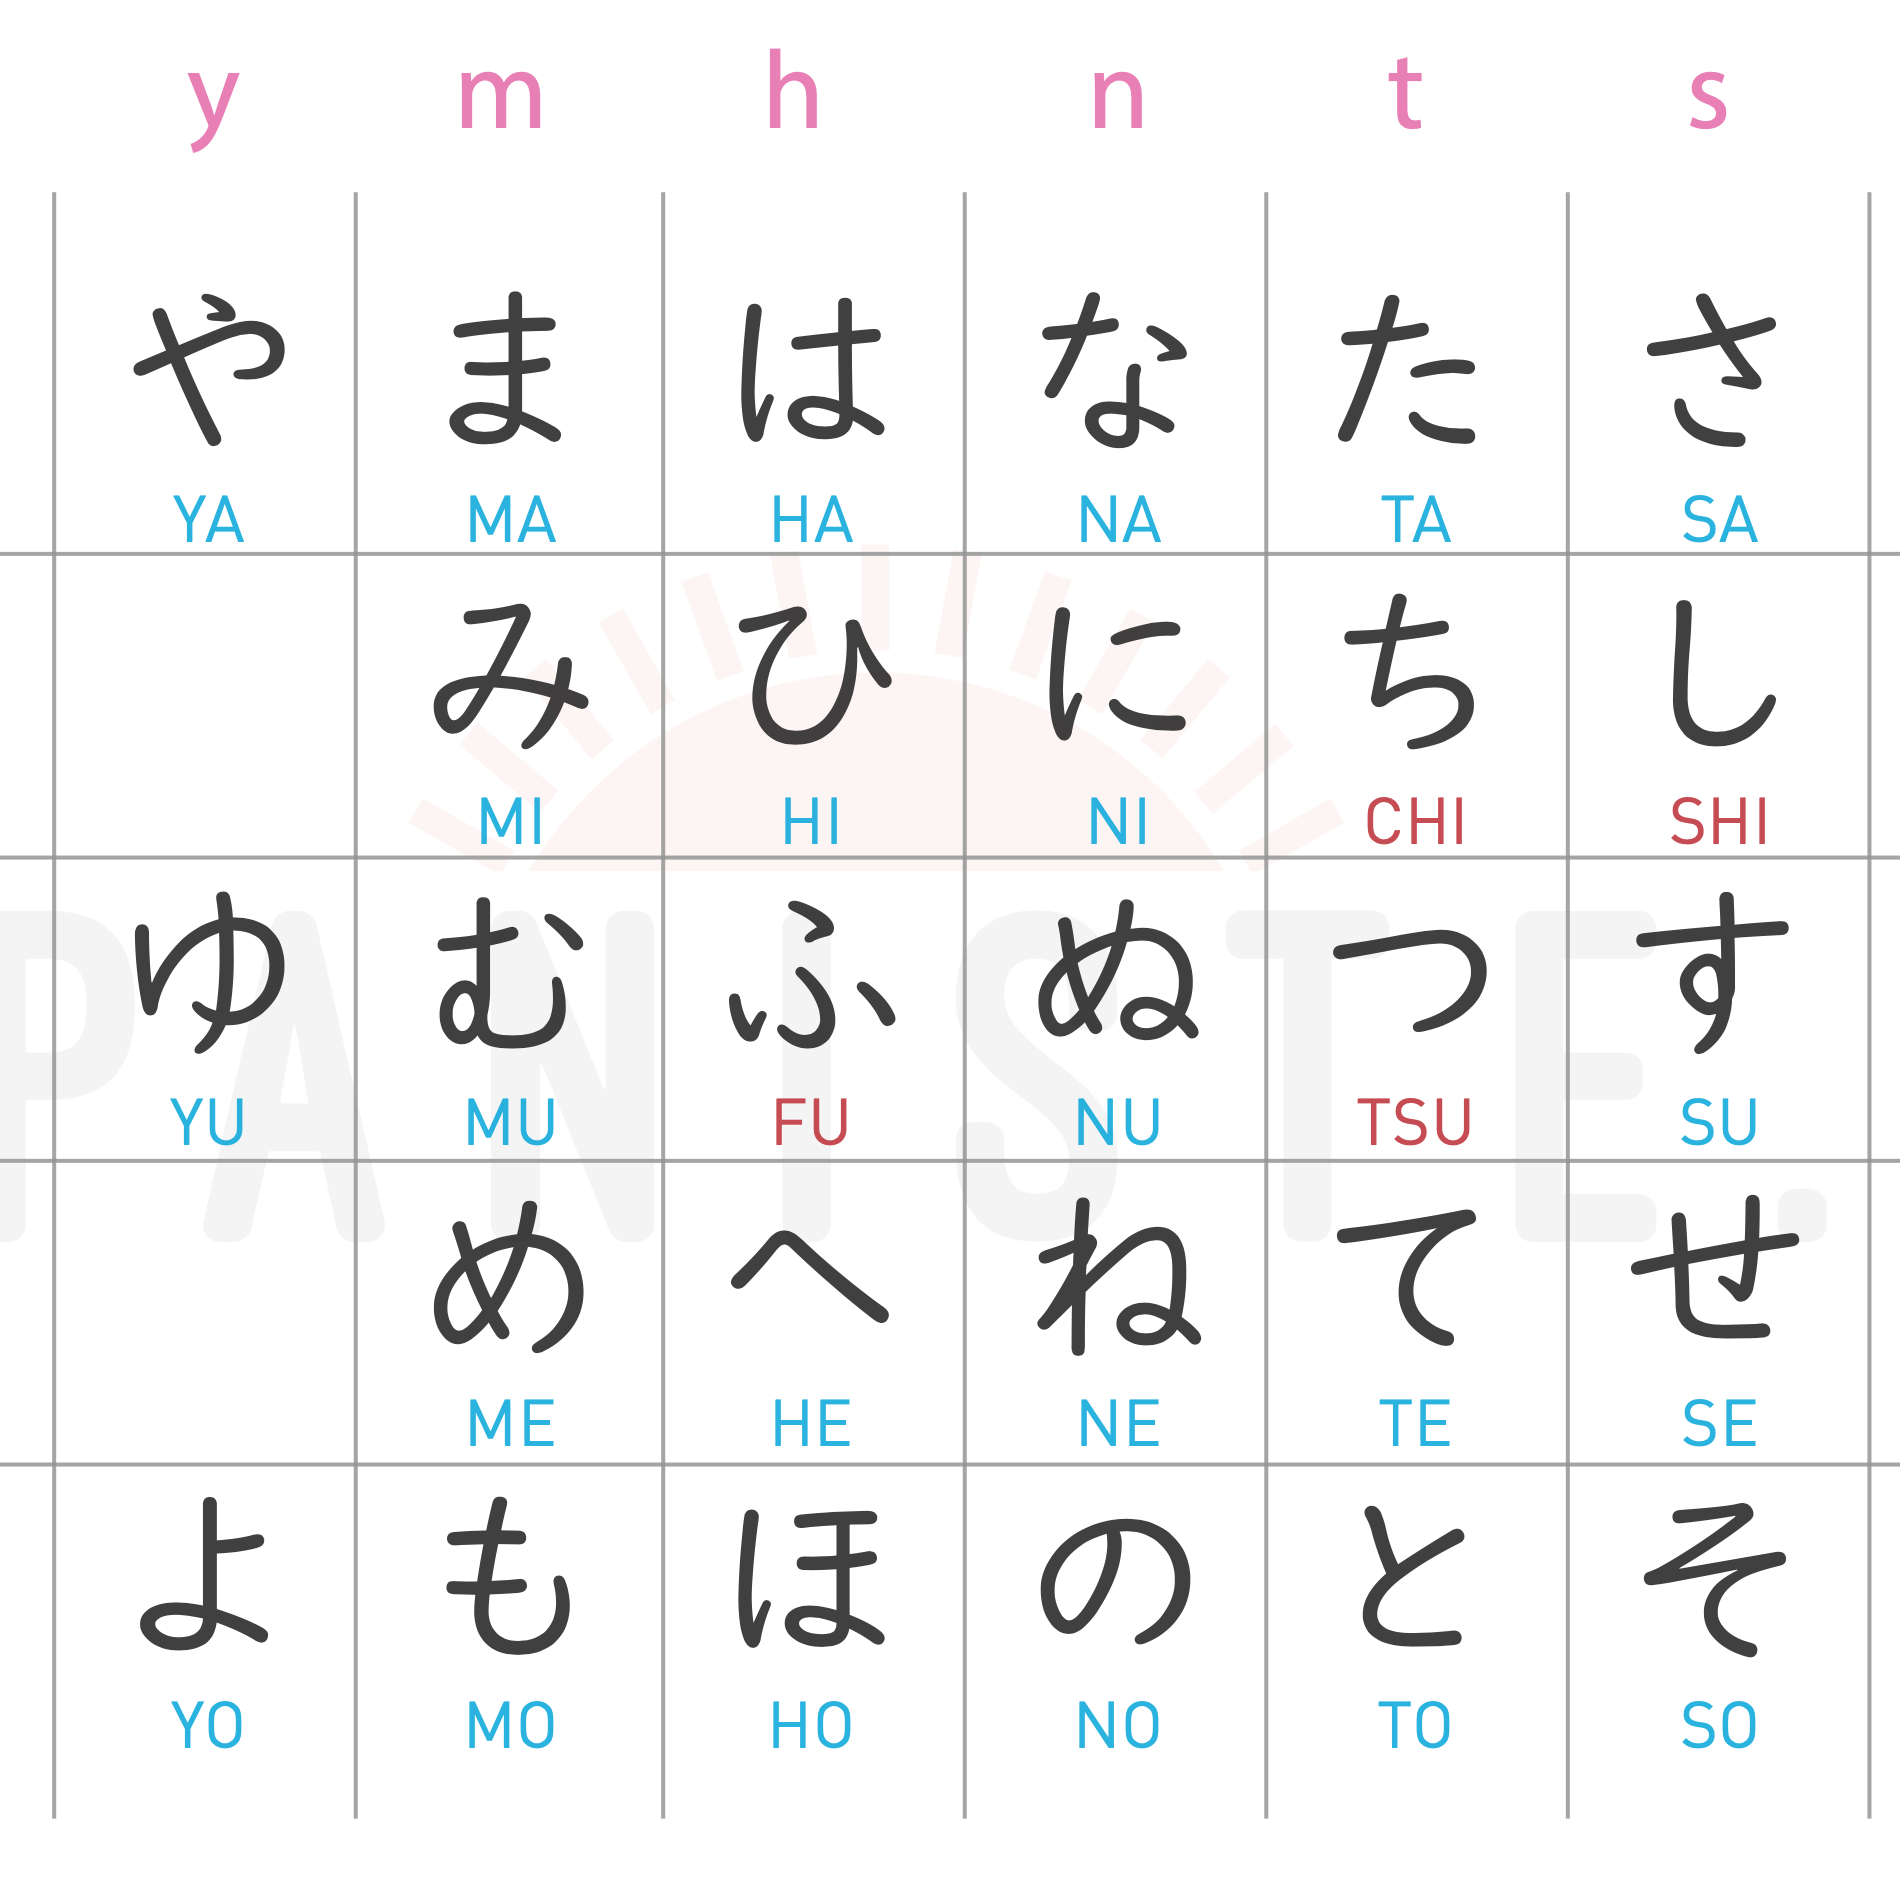 y m h n t s
や ま は な た さ
YA MA HA NA TA SA
み ひ に ち し
MI HI NI CHI SHI
ゆ む ふ ぬ つ す
YU MU FU NU TSU SU
PANISTE.
め へ ね て せ
ME HE NE TE SE
よ も ほ の と そ
YO MO HO NO TO SO